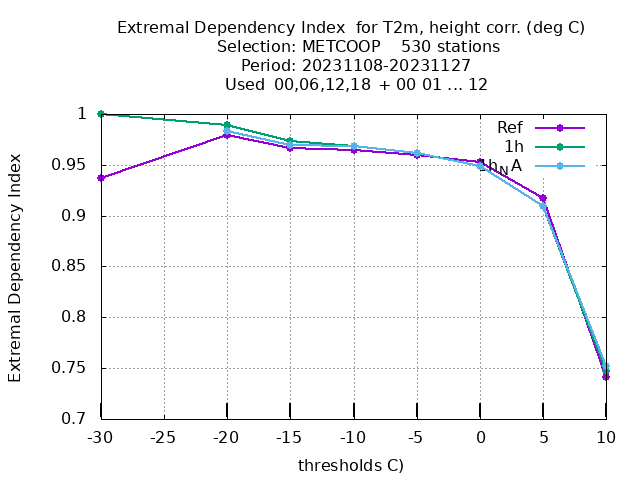 Extremal Dependency Index for T2m, height corr. (deg C)
Selection: METCOOP 530 stations
Period: 20231108-20231127
Used 00,06,12,18 + 00 01 ... 12
Extremal Dependency Index
1
0.95
0.9
0.85
0.8
0.75
0.7
Ref
1h
1hNA
-30 -25 -20 -15 -10 -5 0 5 10
thresholds C)